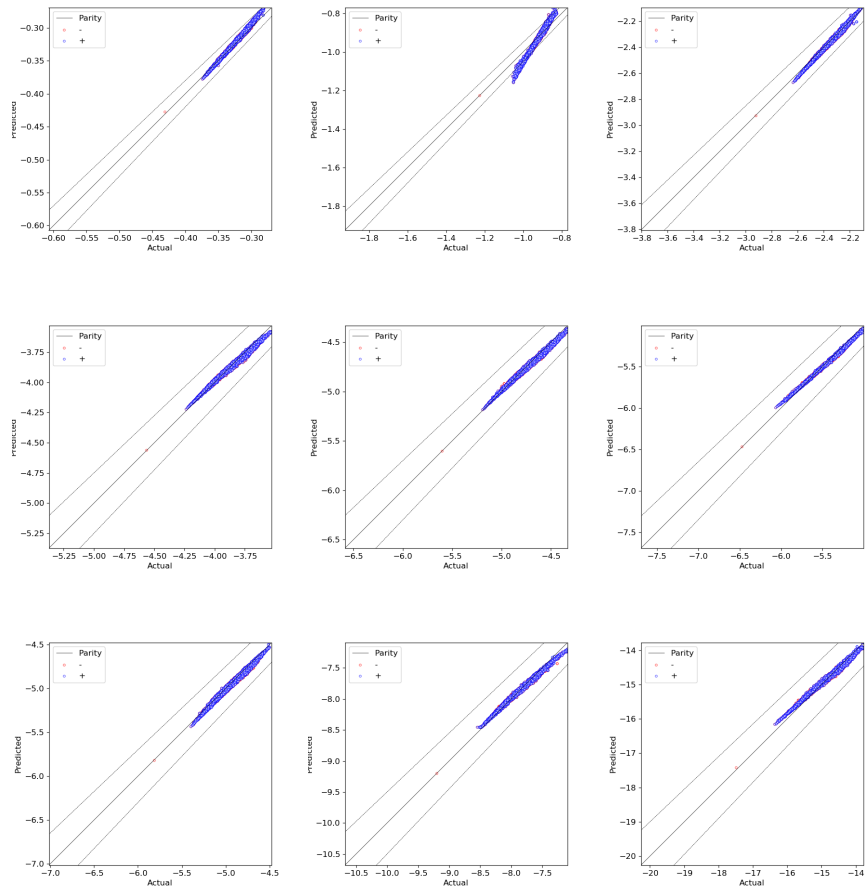 Parity
-
+
−0.30
−0.35
−0.40
−0.45
−0.50
−0.55
−0.60
Predicted
−0.60 −0.55 −0.50 −0.45 −0.40 −0.35 −0.30
Actual
Parity
-
+
−0.8
−1.0
−1.2
−1.4
−1.6
−1.8
Predicted
−1.8 −1.6 −1.4 −1.2 −1.0 −0.8
Actual
Parity
-
+
−2.2
−2.4
−2.6
−2.8
−3.0
−3.2
−3.4
−3.6
−3.8
Predicted
−3.8 −3.6 −3.4 −3.2 −3.0 −2.8 −2.6 −2.4 −2.2
Actual
Parity
-
+
−3.75
−4.00
−4.25
−4.50
−4.75
−5.00
−5.25
Predicted
−5.25 −5.00 −4.75 −4.50 −4.25 −4.00 −3.75
Actual
Parity
-
+
−4.5
−5.0
−5.5
−6.0
−6.5
Predicted
−6.5 −6.0 −5.5 −5.0 −4.5
Actual
Parity
-
+
−5.5
−6.0
−6.5
−7.0
−7.5
Predicted
−7.5 −7.0 −6.5 −6.0 −5.5
Actual
Parity
-
+
−4.5
−5.0
−5.5
−6.0
−6.5
−7.0
Predicted
−7.0 −6.5 −6.0 −5.5 −5.0 −4.5
Actual
Parity
-
+
−7.5
−8.0
−8.5
−9.0
−9.5
−10.0
−10.5
Predicted
−10.5 −10.0 −9.5 −9.0 −8.5 −8.0 −7.5
Actual
Parity
-
+
−14
−15
−16
−17
−18
−19
−20
Predicted
−20 −19 −18 −17 −16 −15 −14
Actual